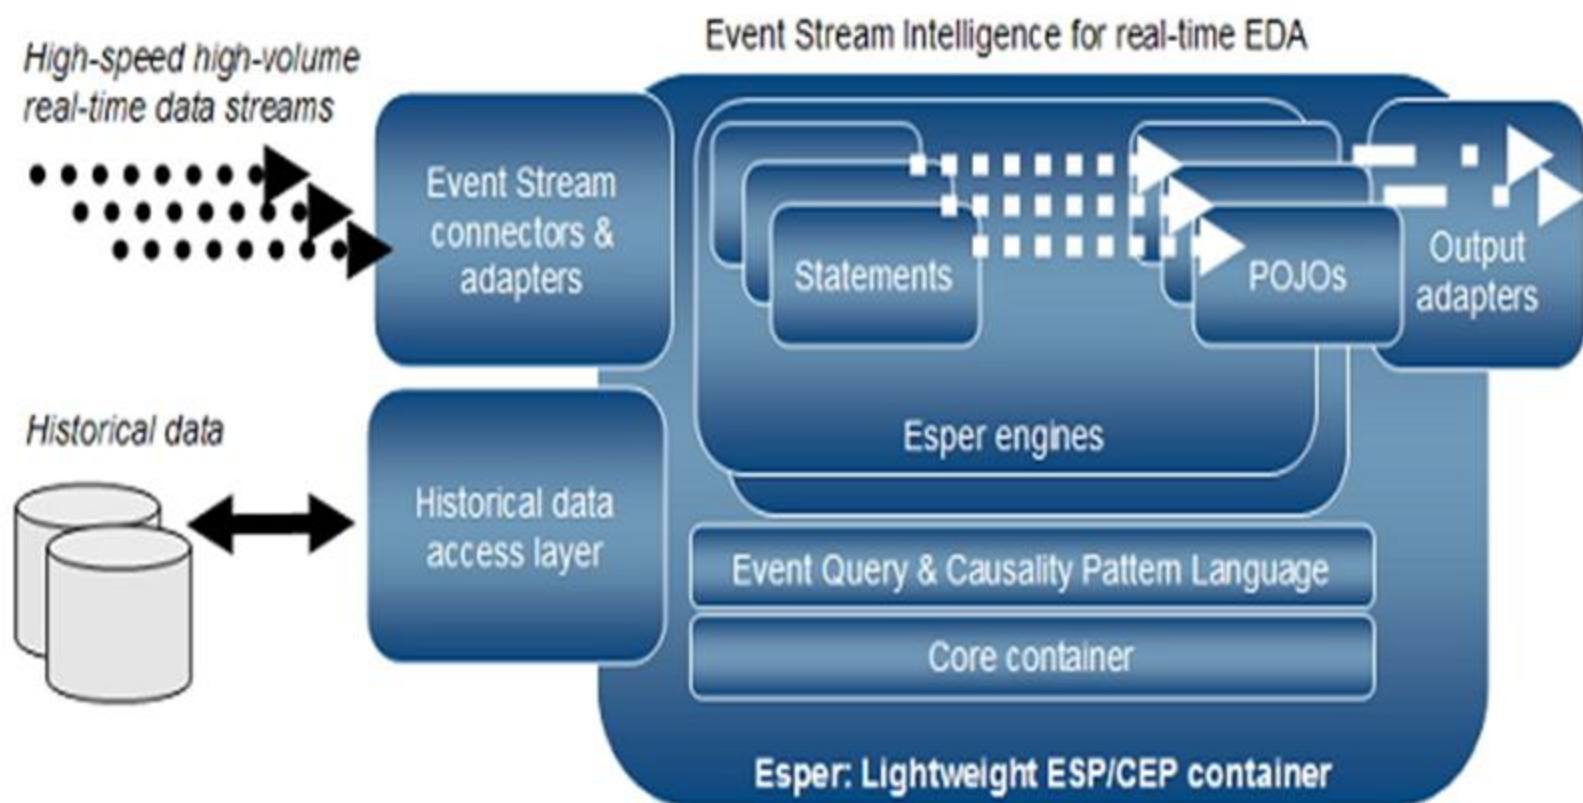 Event Stream Intelligence for real-time EDA
High-speed high-volume
real-time data streams
Event Stream
connectors &
adapters
Statements
POJOs
Output
adapters
Esper engines
Historical data
Historical data
access layer
Event Query & Causality Pattern Language
Core container
Esper: Lightweight ESP/CEP container